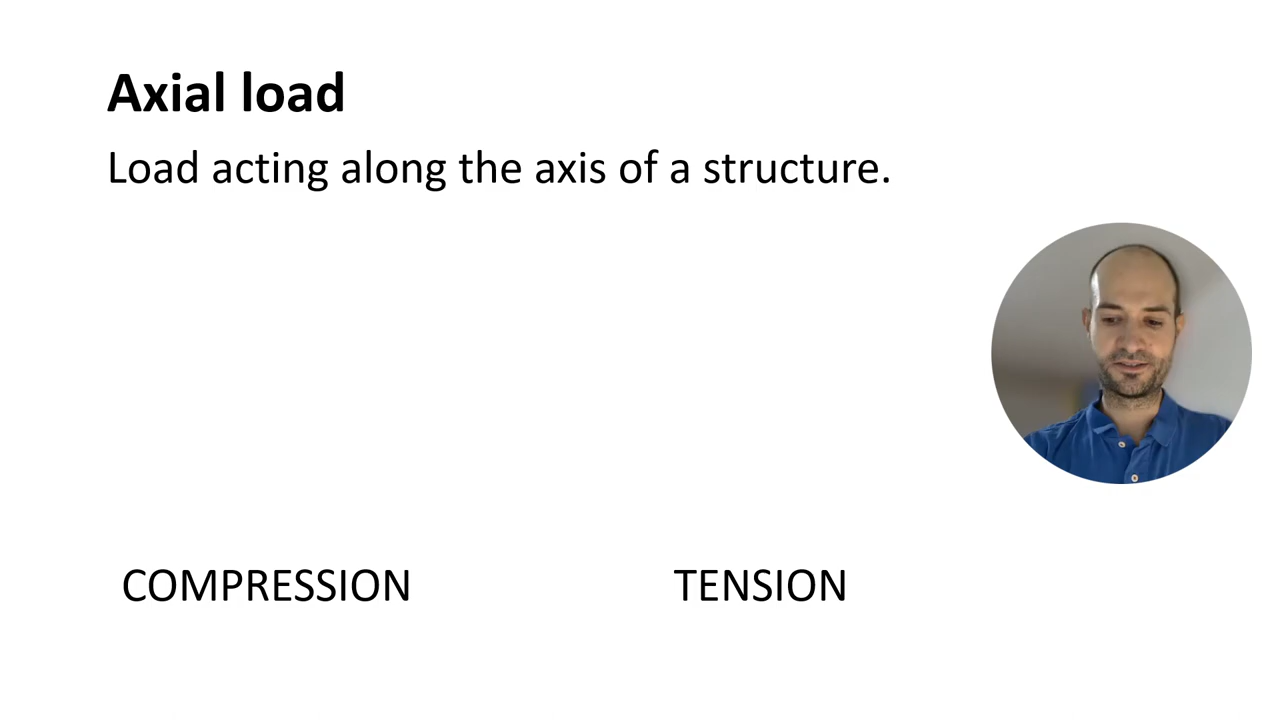 Axial load
Load acting along the axis of a structure.
COMPRESSION
TENSION